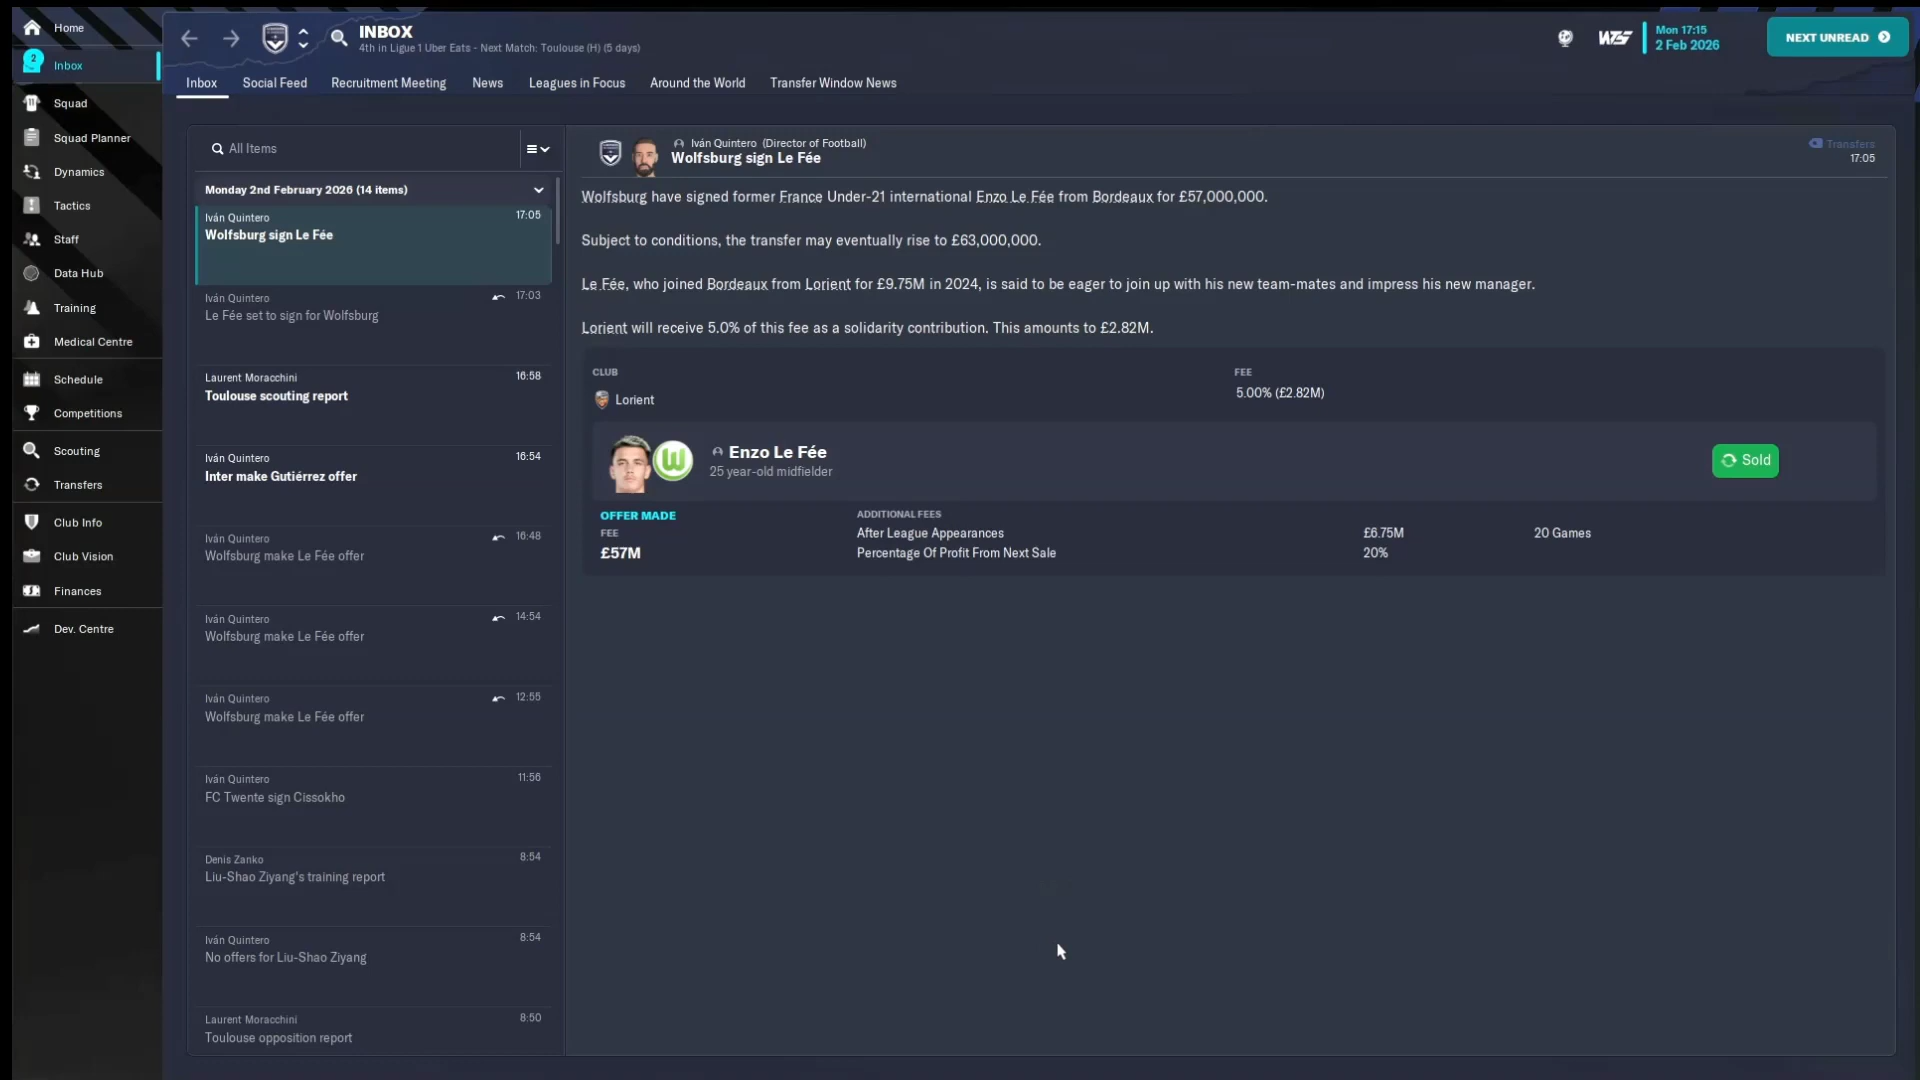 Home
2
Inbox
Squad
Squad Planner
Dynamics
Tactics
Staff
Data Hub
Training
Medical Centre
Schedule
Competitions
Scouting
Transfers
Club Info
Club Vision
Finances
Dev. Centre
INBOX
4th in Ligue 1 Uber Eats - Next Match: Toulouse (H) (5 days)
Mon 17:15
2 Feb 2026
NEXT UNREAD
Inbox Social Feed Recruitment Meeting News Leagues in Focus Around the World Transfer Window News
All Items
Monday 2nd February 2026 (14 items)
Iván Quintero 17:05
Wolfsburg sign Le Fée
Iván Quintero 17:03
Le Fée set to sign for Wolfsburg
Laurent Moracchini 16:58
Toulouse scouting report
Iván Quintero 16:54
Inter make Gutiérrez offer
Iván Quintero 16:48
Wolfsburg make Le Fée offer
Iván Quintero 14:54
Wolfsburg make Le Fée offer
Iván Quintero 12:55
Wolfsburg make Le Fée offer
Iván Quintero 11:56
FC Twente sign Cissokho
Denis Zanko 8:54
Liu-Shao Ziyang's training report
Iván Quintero 8:54
No offers for Liu-Shao Ziyang
Laurent Moracchini 8:50
Toulouse opposition report
Iván Quintero (Director of Football)
Wolfsburg sign Le Fée
Transfers
17:05
Wolfsburg have signed former France Under-21 international Enzo Le Fée from Bordeaux for £57,000,000.
Subject to conditions, the transfer may eventually rise to £63,000,000.
Le Fée, who joined Bordeaux from Lorient for £9.75M in 2024, is said to be eager to join up with his new team-mates and impress his new manager.
Lorient will receive 5.0% of this fee as a solidarity contribution. This amounts to £2.82M.
CLUB FEE
Lorient 5.00% (£2.82M)
Enzo Le Fée
25 year-old midfielder
Sold
OFFER MADE
FEE
£57M
ADDITIONAL FEES
After League Appearances £6.75M 20 Games
Percentage Of Profit From Next Sale 20%